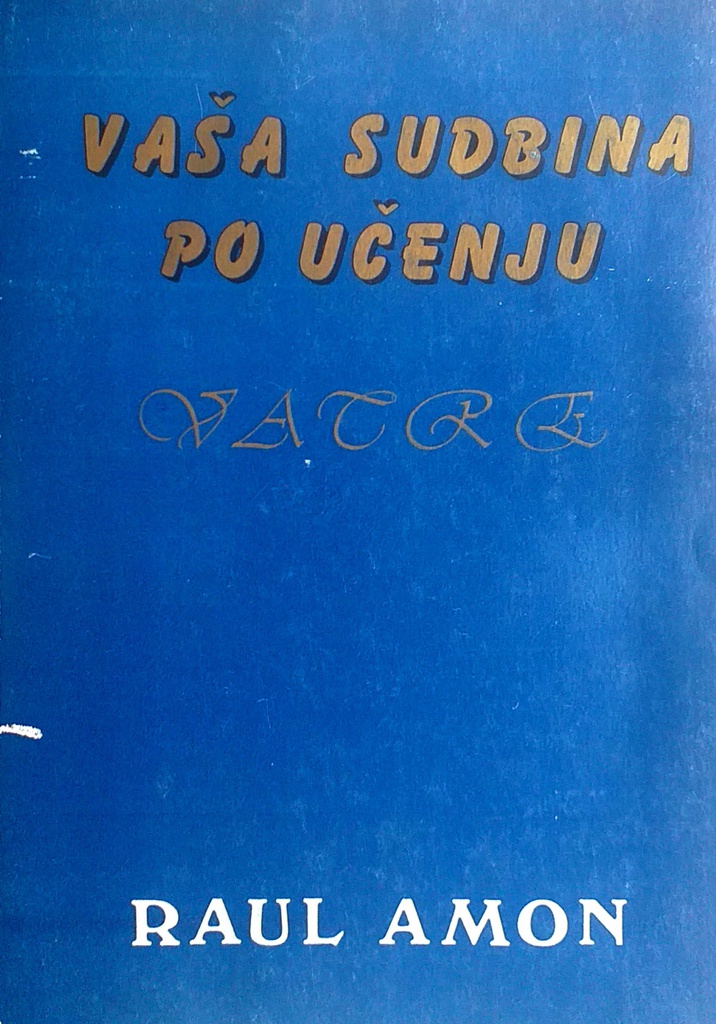 VAŠA SUDBINA
PO UČENJU
VATRE
RAUL AMON